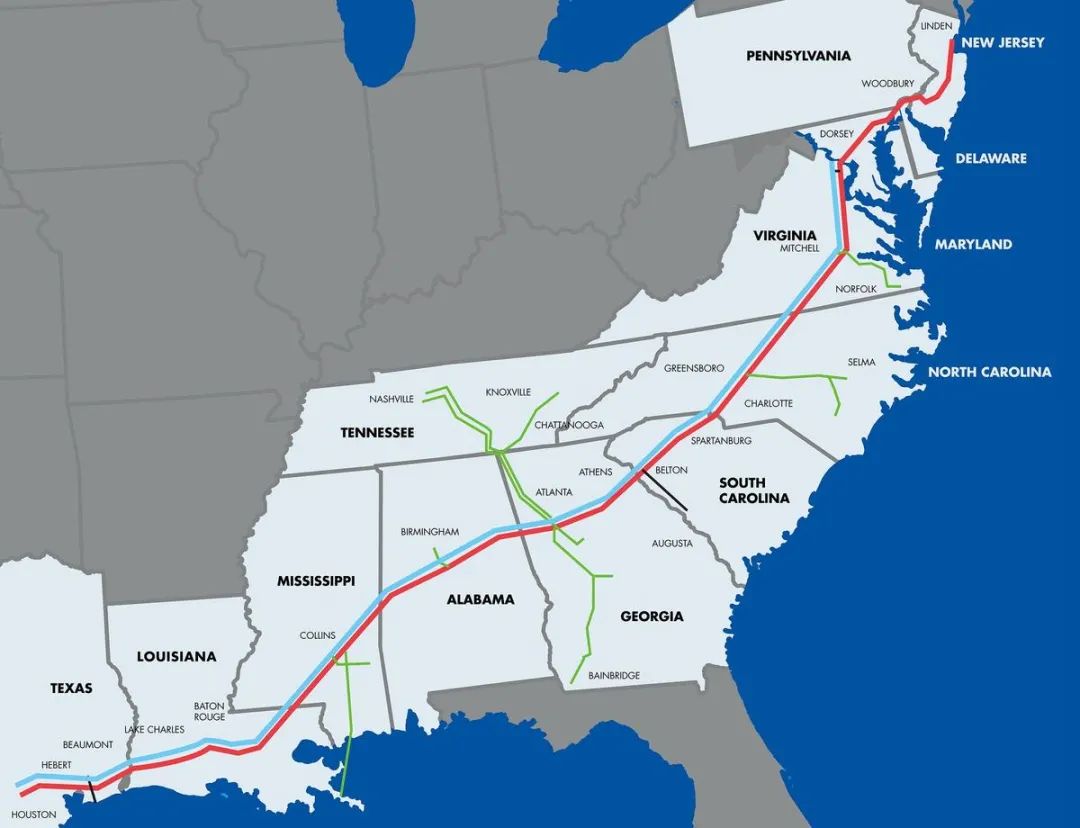 LINDEN
NEW JERSEY
PENNSYLVANIA
WOODBURY
DORSEY
DELAWARE
VIRGINIA
MITCHELL
MARYLAND
NORFOLK
GREENSBORO
SELMA
NORTH CAROLINA
NASHVILLE
KNOXVILLE
CHARLOTTE
TENNESSEE
CHATTANOOGA
SPARTANBURG
ATHENS
BELTON
SOUTH
CAROLINA
ATLANTA
BIRMINGHAM
AUGUSTA
MISSISSIPPI
ALABAMA
GEORGIA
COLLINS
LOUISIANA
BAINBRIDGE
TEXAS
BATON
ROUGE
LAKE CHARLES
BEAUMONT
HEBERT
HOUSTON